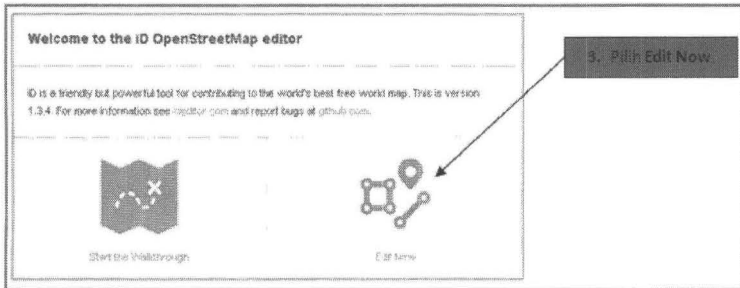 Welcome to the iD OpenStreetMap editor
iD is a friendly but powerful tool for contributing to the world's best free world map. This is version
1.3.4. For more information see ideditor.com and report bugs at github.com.
3. Pilih Edit Now
Start the Walkthrough
Edit Now